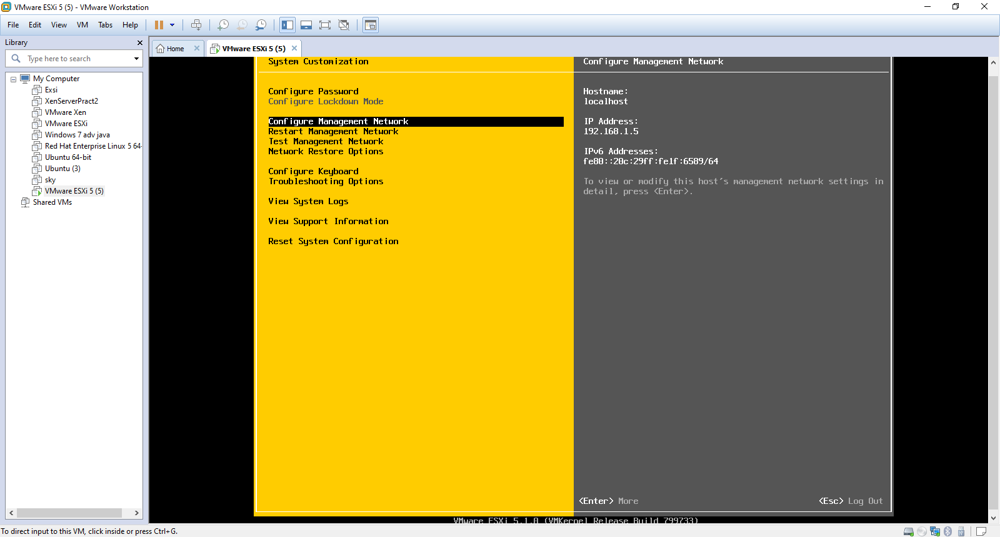 VMware ESXi 5 (5) - VMware Workstation
File Edit View VM Tabs Help
Library
Type here to search
My Computer
Exsi
XenServerPract2
VMware Xen
VMware ESXi
Windows 7 adv java
Red Hat Enterprise Linux 5 64-
Ubuntu 64-bit
Ubuntu (3)
sky
VMware ESXi 5 (5)
Shared VMs
Home
VMware ESXi 5 (5)
System Customization
Configure Password
Configure Lockdown Mode
Configure Management Network
Restart Management Network
Test Management Network
Network Restore Options
Configure Keyboard
Troubleshooting Options
View System Logs
View Support Information
Reset System Configuration
Configure Management Network
Hostname:
localhost
IP Address:
192.168.1.5
IPv6 Addresses:
fe80::20c:29ff:fe1f:6589/64
To view or modify this host's management network settings in
detail, press <Enter>.
<Enter> More
<Esc> Log Out
VMware ESXi 5.1.0 (VMKernel Release Build 799733)
To direct input to this VM, click inside or press Ctrl+G.